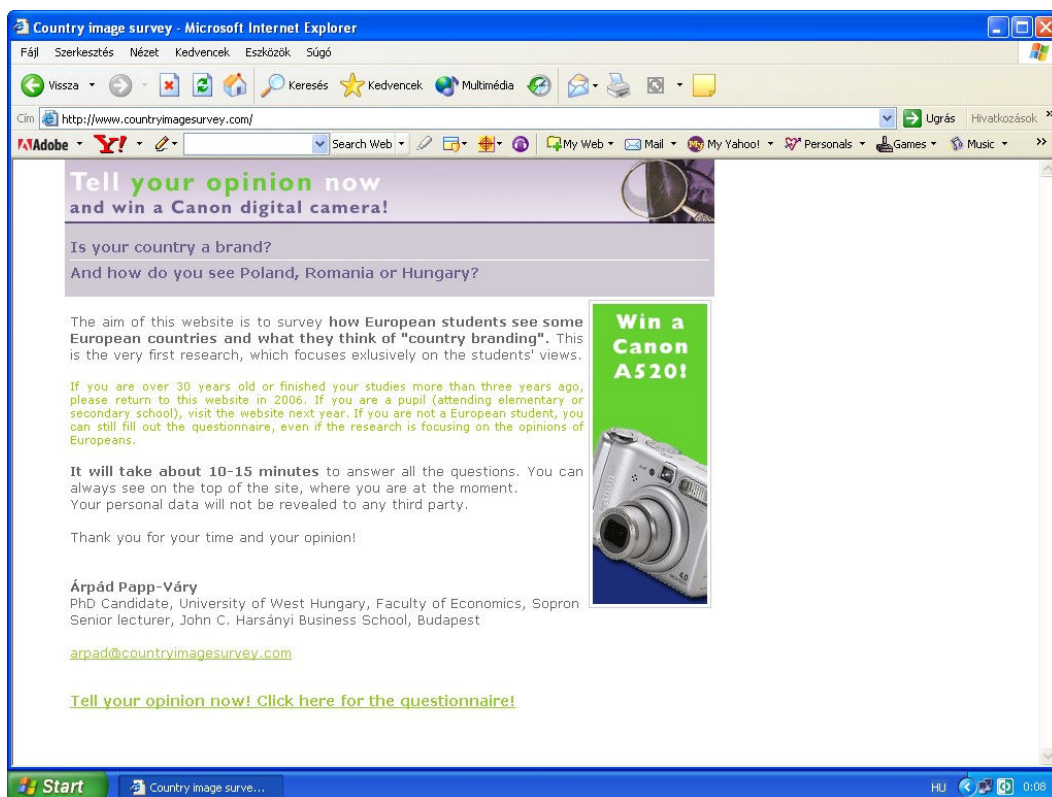 Country image survey - Microsoft Internet Explorer
Fájl Szerkesztés Nézet Kedvencek Eszközök Súgó
Vissza Keresés Kedvencek Multimédia
Cím http://www.countryimagesurvey.com/ Ugrás Hivatkozások »
Adobe Y! Search Web My Web Mail My Yahoo! Personals Games Music »
Tell your opinion now
and win a Canon digital camera!
Is your country a brand?
And how do you see Poland, Romania or Hungary?
The aim of this website is to survey how European students see some
European countries and what they think of "country branding". This
is the very first research, which focuses exlusively on the students' views.
If you are over 30 years old or finished your studies more than three years ago,
please return to this website in 2006. If you are a pupil (attending elementary or
secondary school), visit the website next year. If you are not a European student, you
can still fill out the questionnaire, even if the research is focusing on the opinions of
Europeans.
It will take about 10-15 minutes to answer all the questions. You can
always see on the top of the site, where you are at the moment.
Your personal data will not be revealed to any third party.
Thank you for your time and your opinion!
Árpád Papp-Váry
PhD Candidate, University of West Hungary, Faculty of Economics, Sopron
Senior lecturer, John C. Harsányi Business School, Budapest
arpad@countryimagesurvey.com
Tell your opinion now! Click here for the questionnaire!
Win a
Canon
A520!
4.0
Start Country image surve... HU 0:08